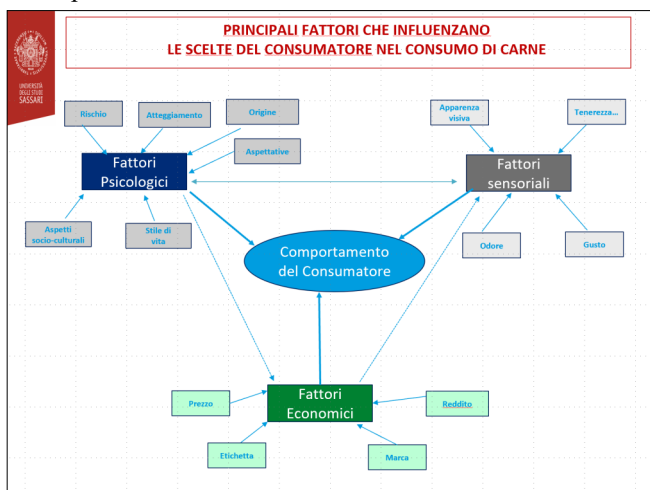 PRINCIPALI FATTORI CHE INFLUENZANO
LE SCELTE DEL CONSUMATORE NEL CONSUMO DI CARNE
UNIVERSITÀ
DEGLI STUDI
SASSARI
Rischio
Atteggiamento
Origine
Aspettative
Fattori
Psicologici
Aspetti
socio-culturali
Stile di
vita
Apparenza
visiva
Tenerezza...
Fattori
sensoriali
Odore
Gusto
Comportamento
del Consumatore
Fattori
Economici
Prezzo
Reddito
Etichetta
Marca